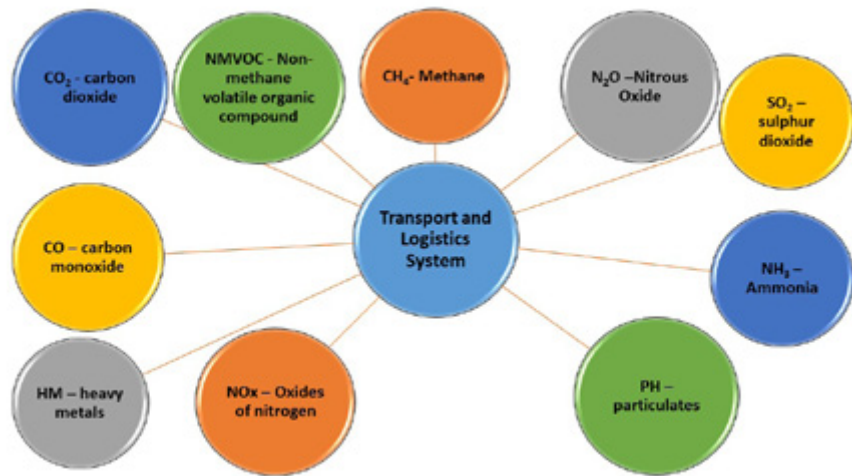 CO₂ - carbon
dioxide
NMVOC - Non-
methane
volatile organic
compound
CH₄- Methane
N₂O –Nitrous
Oxide
SO₂ –
sulphur
dioxide
Transport and
Logistics
System
CO – carbon
monoxide
NH₃ –
Ammonia
HM – heavy
metals
NOx – Oxides
of nitrogen
PH –
particulates